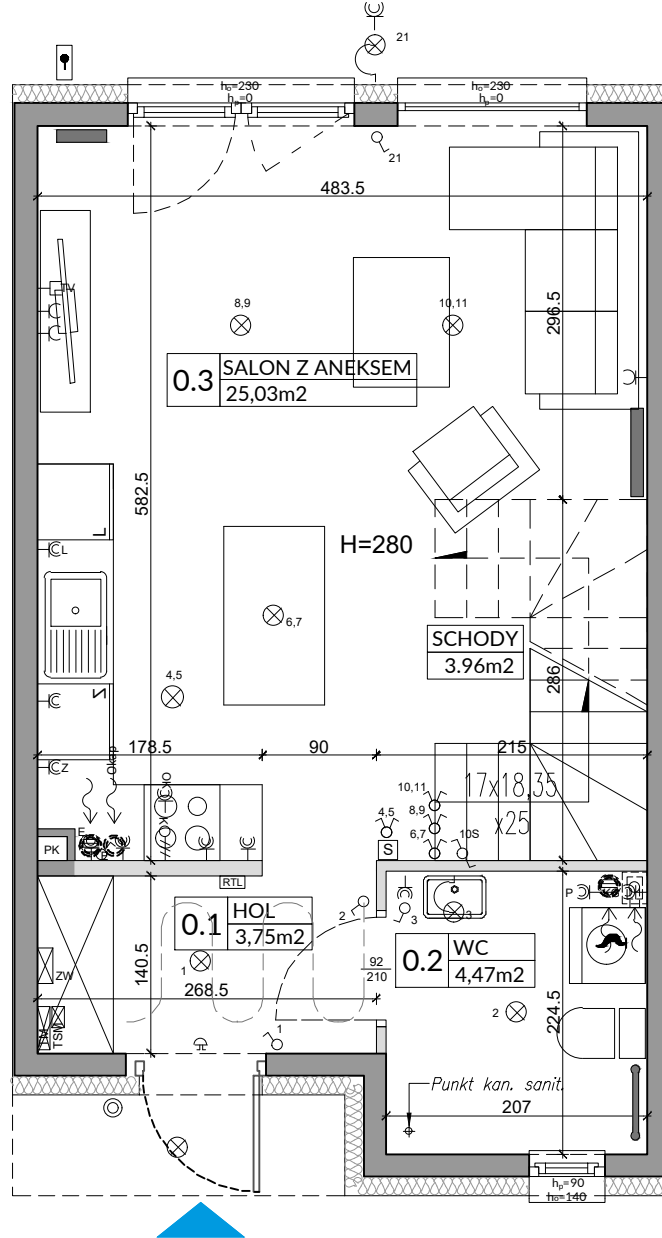 21
hₒ=230
hₚ=0
hₒ=230
hₚ=0
21
483.5
TV
8,9
10,11
296.5
0.3
SALON Z ANEKSEM
25,03m2
582.5
H=280
L
L
6,7
SCHODY
3.96m2
4,5
286
Z
178.5
90
215
Z
Okap
10,11
17x18,35
x25
8,9
4,5
6,7
10S
E
PK
S
RTL
P
0.1
HOL
3,75m2
2
3
3
0.2
WC
4,47m2
92
210
140.5
1
ZW
268.5
2
224.5
TM
TSM
1
Punkt kan. sanit.
207
hₚ=90
hₒ=140